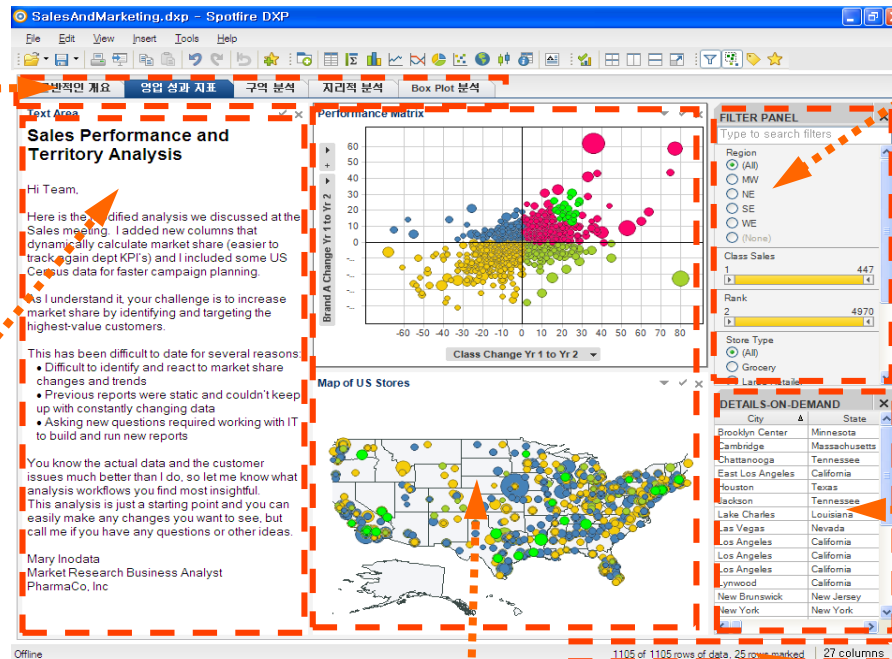 SalesAndMarketing.dxp - Spotfire DXP
File Edit View Insert Tools Help
개요 영업 성과 지표 구역 분석 지리적 분석 Box Plot 분석
Text Area
Sales Performance and
Territory Analysis
Hi Team,
Here is the modified analysis we discussed at the
Sales meeting. I added new columns that
dynamically calculate market share (easier to
track again dept KPI's) and I included some US
Census data for faster campaign planning.
As I understand it, your challenge is to increase
market share by identifying and targeting the
highest-value customers.
This has been difficult to date for several reasons:
• Difficult to identify and react to market share
changes and trends
• Previous reports were static and couldn't keep
up with constantly changing data
• Asking new questions required working with IT
to build and run new reports
You know the actual data and the customer
issues much better than I do, so let me know what
analysis workflows you find most insightful.
This analysis is just a starting point and you can
easily make any changes you want to see, but
call me if you have any questions or other ideas.
Mary Inodata
Market Research Business Analyst
PharmaCo, Inc
Performance Matrix
Brand A Change Yr 1 to Yr 2
60
50
40
30
20
10
0
-..
-..
-..
-..
-60 -50 -40 -30 -20 -10 0 10 20 30 40 50 60 70 80
Class Change Yr 1 to Yr 2
Map of US Stores
FILTER PANEL
Type to search filters
Region
(All)
MW
NE
SE
WE
(None)
Class Sales
1 447
Rank
2 4970
Store Type
(All)
Grocery
Large Retailer
DETAILS-ON-DEMAND
City State
Brooklyn Center Minnesota
Cambridge Massachusetts
Chattanooga Tennessee
East Los Angeles California
Houston Texas
Jackson Tennessee
Lake Charles Louisiana
Las Vegas Nevada
Los Angeles California
Los Angeles California
Los Angeles California
Lynwood California
New Brunswick New Jersey
New York New York
Offline
1105 of 1105 rows of data, 25 rows marked 27 columns